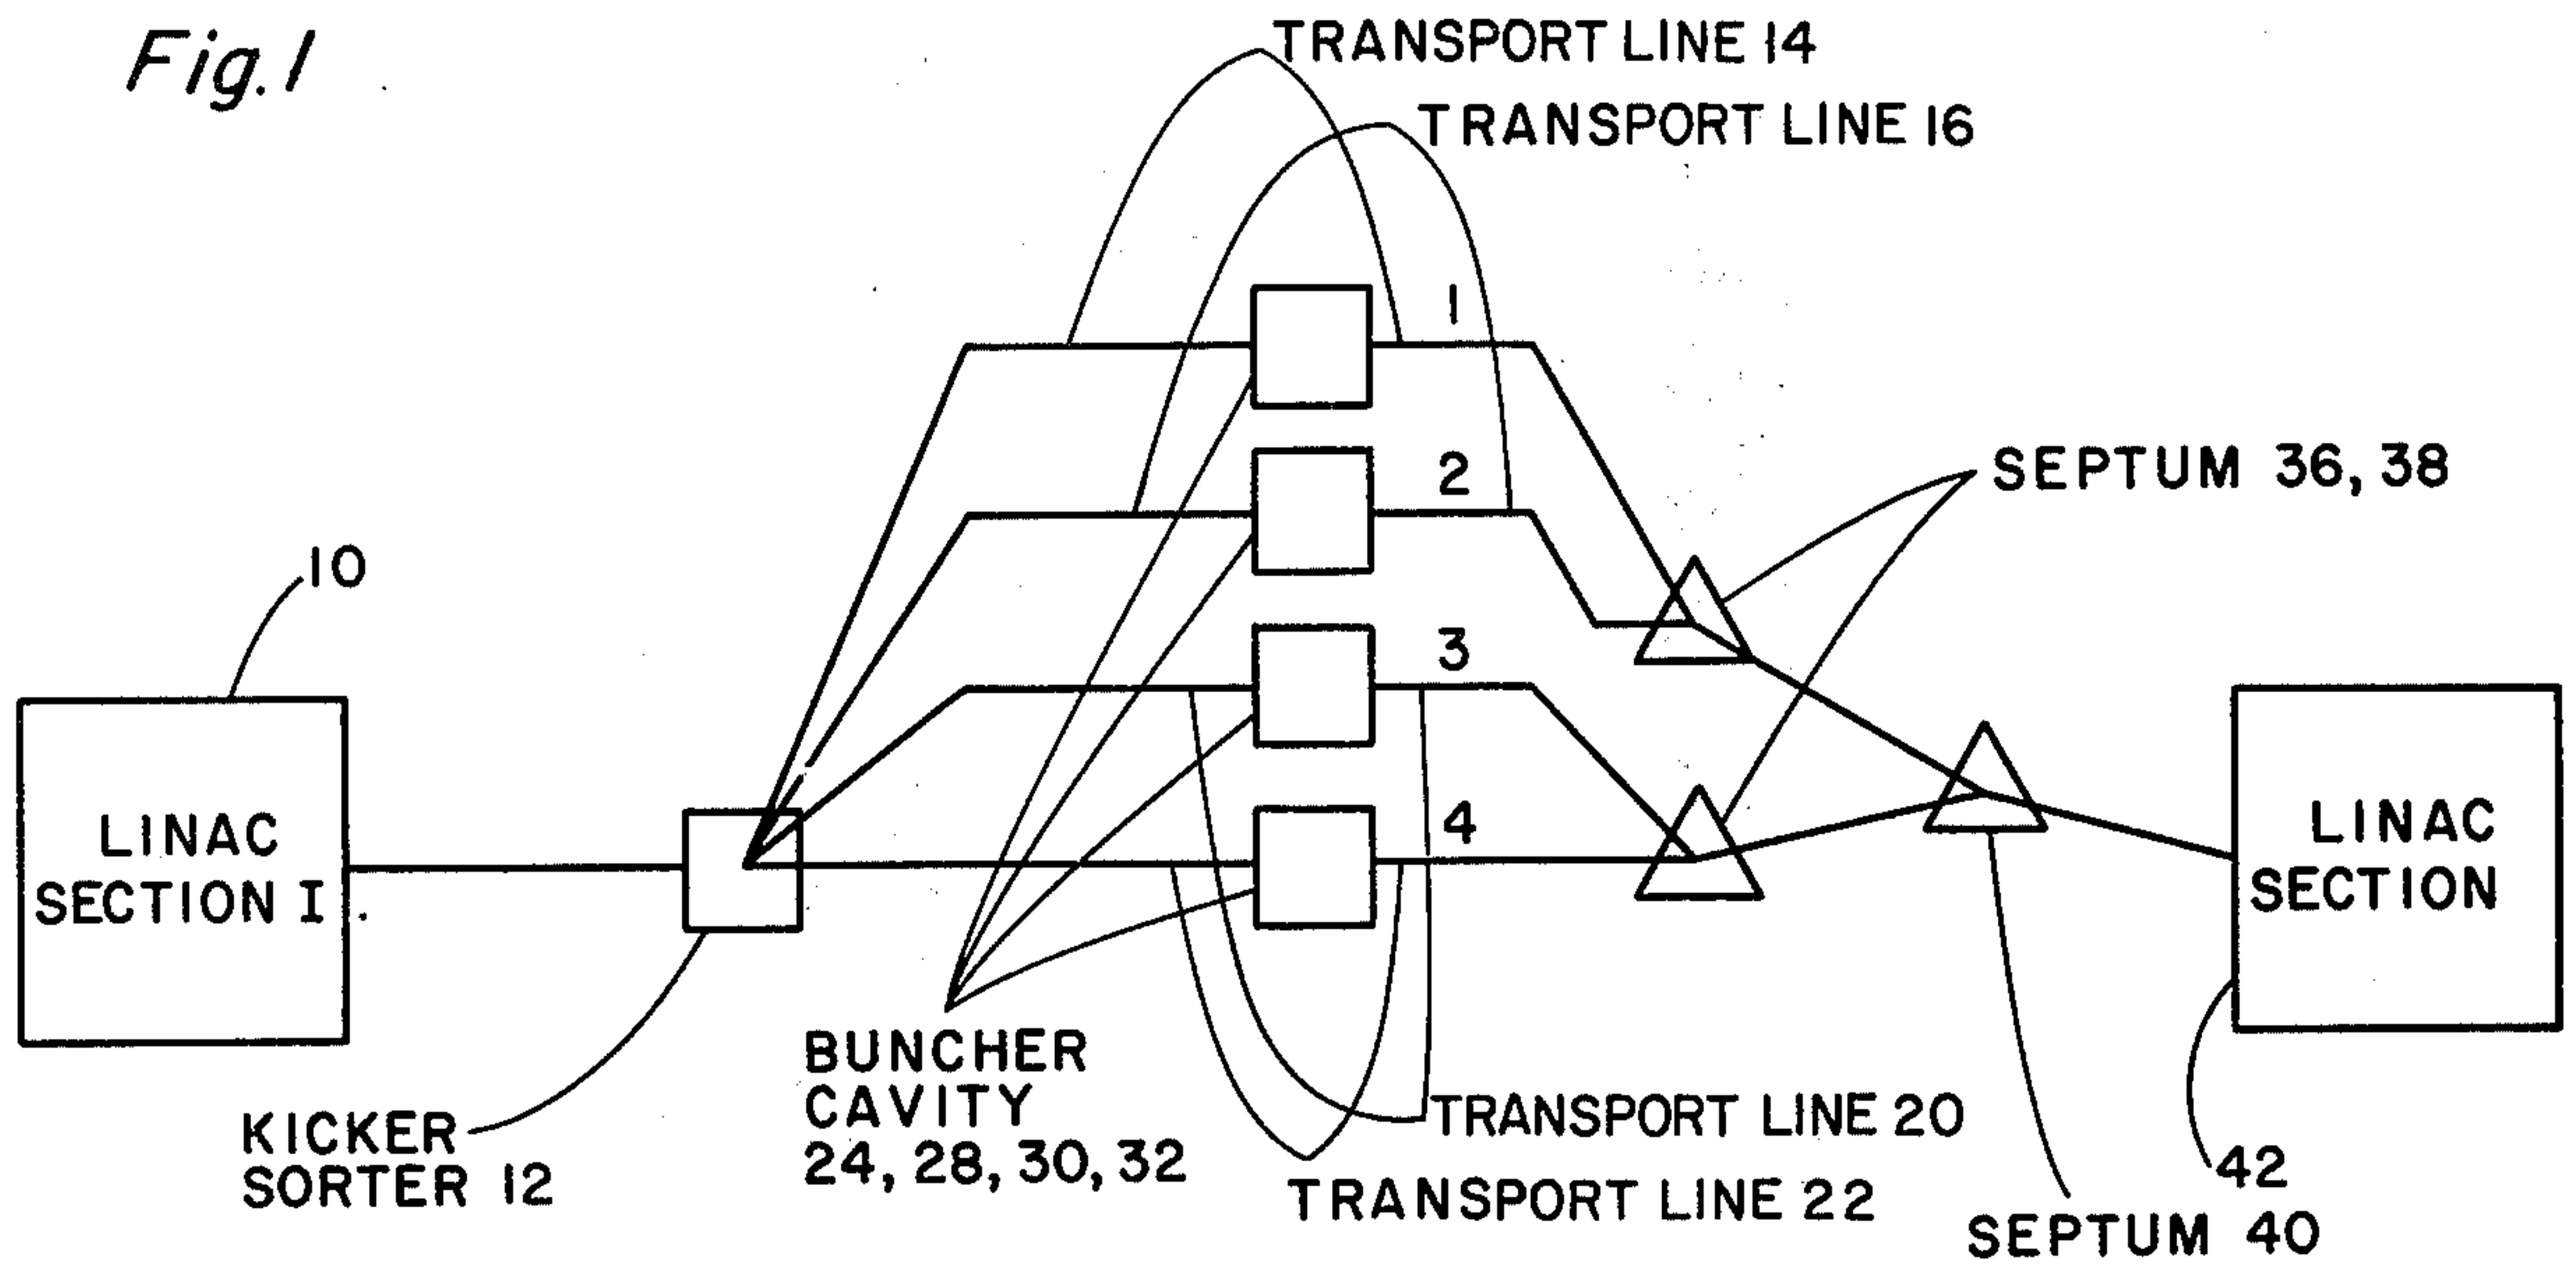 Fig. 1
TRANSPORT LINE 14
TRANSPORT LINE 16
1
2
SEPTUM 36, 38
10
3
4
LINAC
SECTION I
LINAC
SECTION
BUNCHER
CAVITY
24, 28, 30, 32
KICKER
SORTER 12
TRANSPORT LINE 20
TRANSPORT LINE 22
42
SEPTUM 40